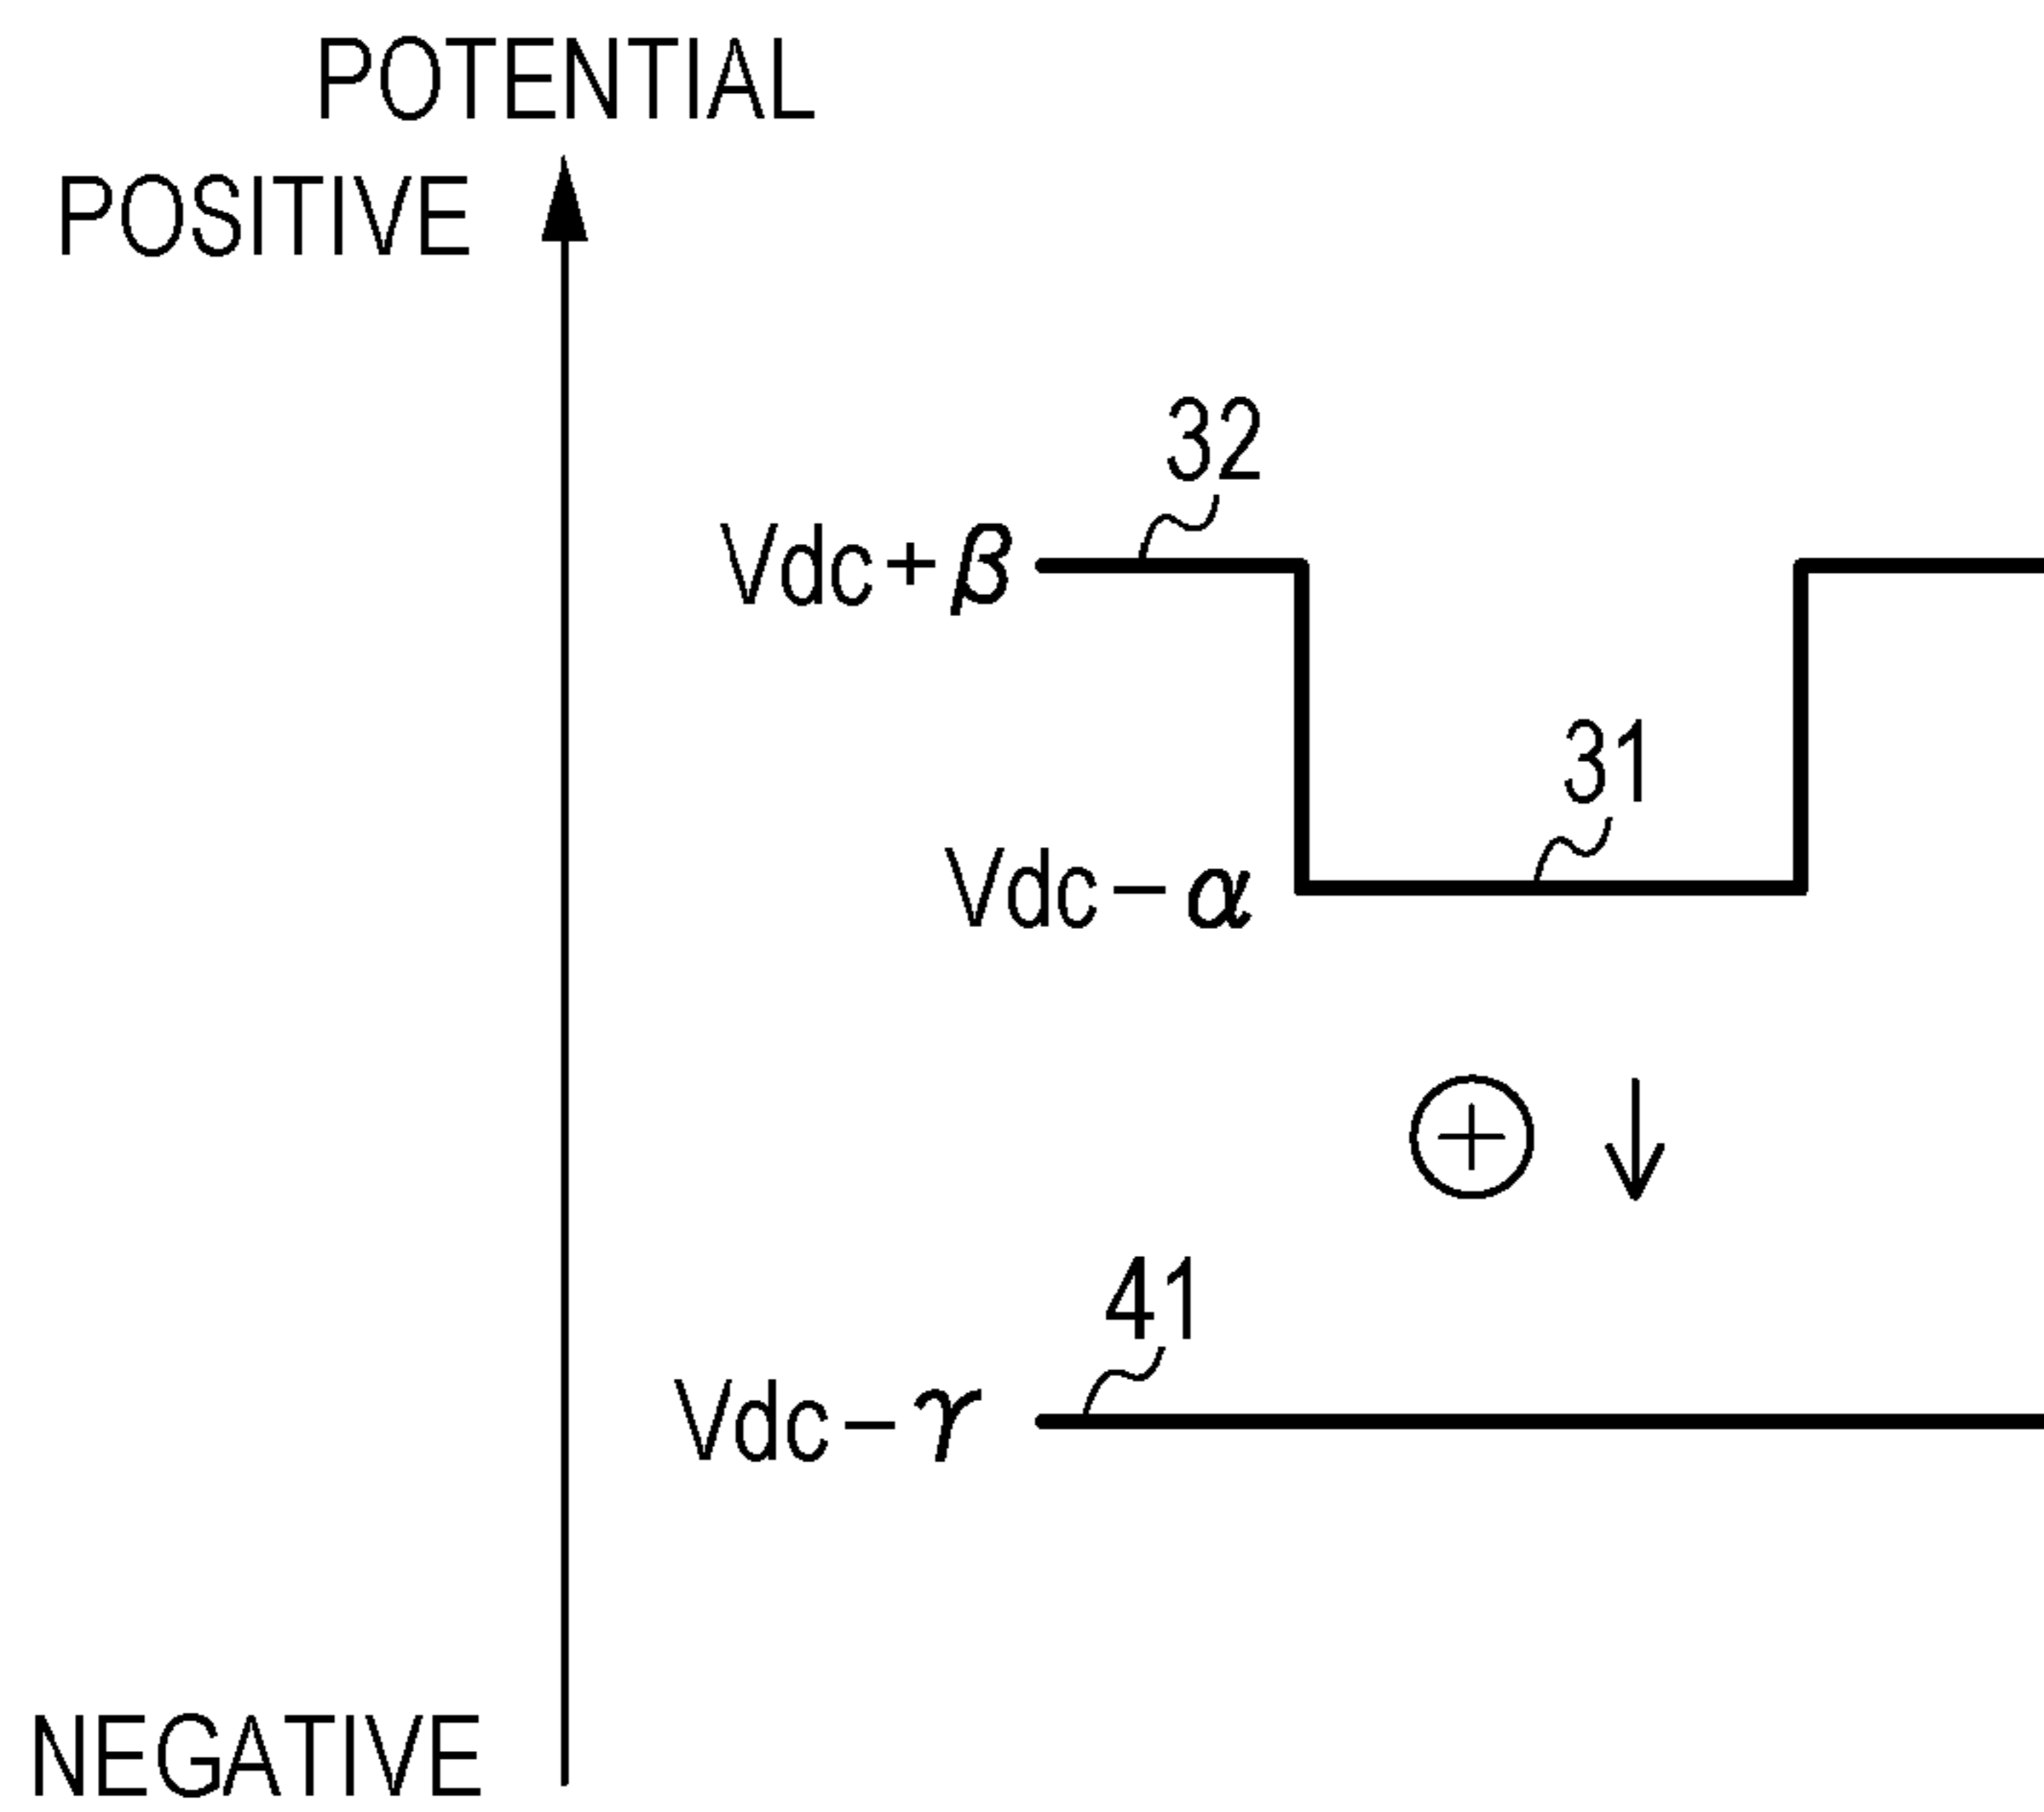 POTENTIAL
POSITIVE
32
Vdc+β
31
Vdc−α
+
41
Vdc−γ
NEGATIVE